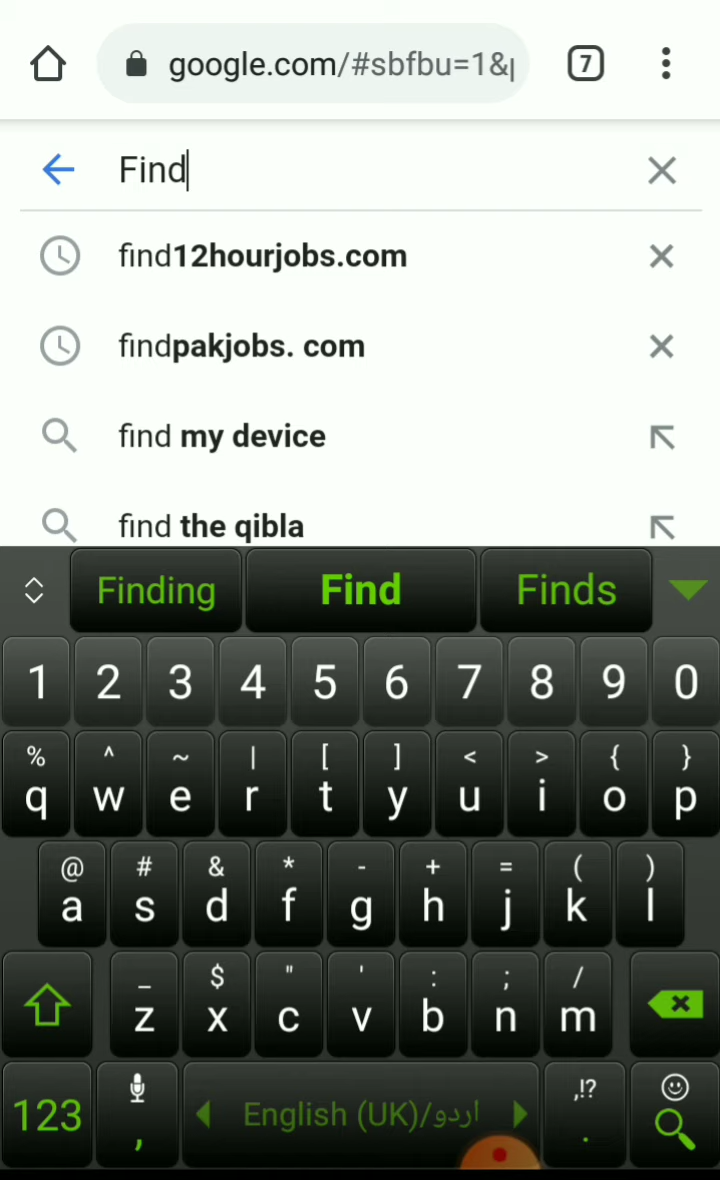 google.com/#sbfbu=1&
7
Find
find12hourjobs.com
findpakjobs. com
find my device
find the qibla
Finding Find Finds
1 2 3 4 5 6 7 8 9 0
% ^ ~ | [ ] < > { }
q w e r t y u i o p
@ # & * - + = ( )
a s d f g h j k l
_ $ " ' : ; /
z x c v b n m
,!?
123 , English (UK)/اردو .